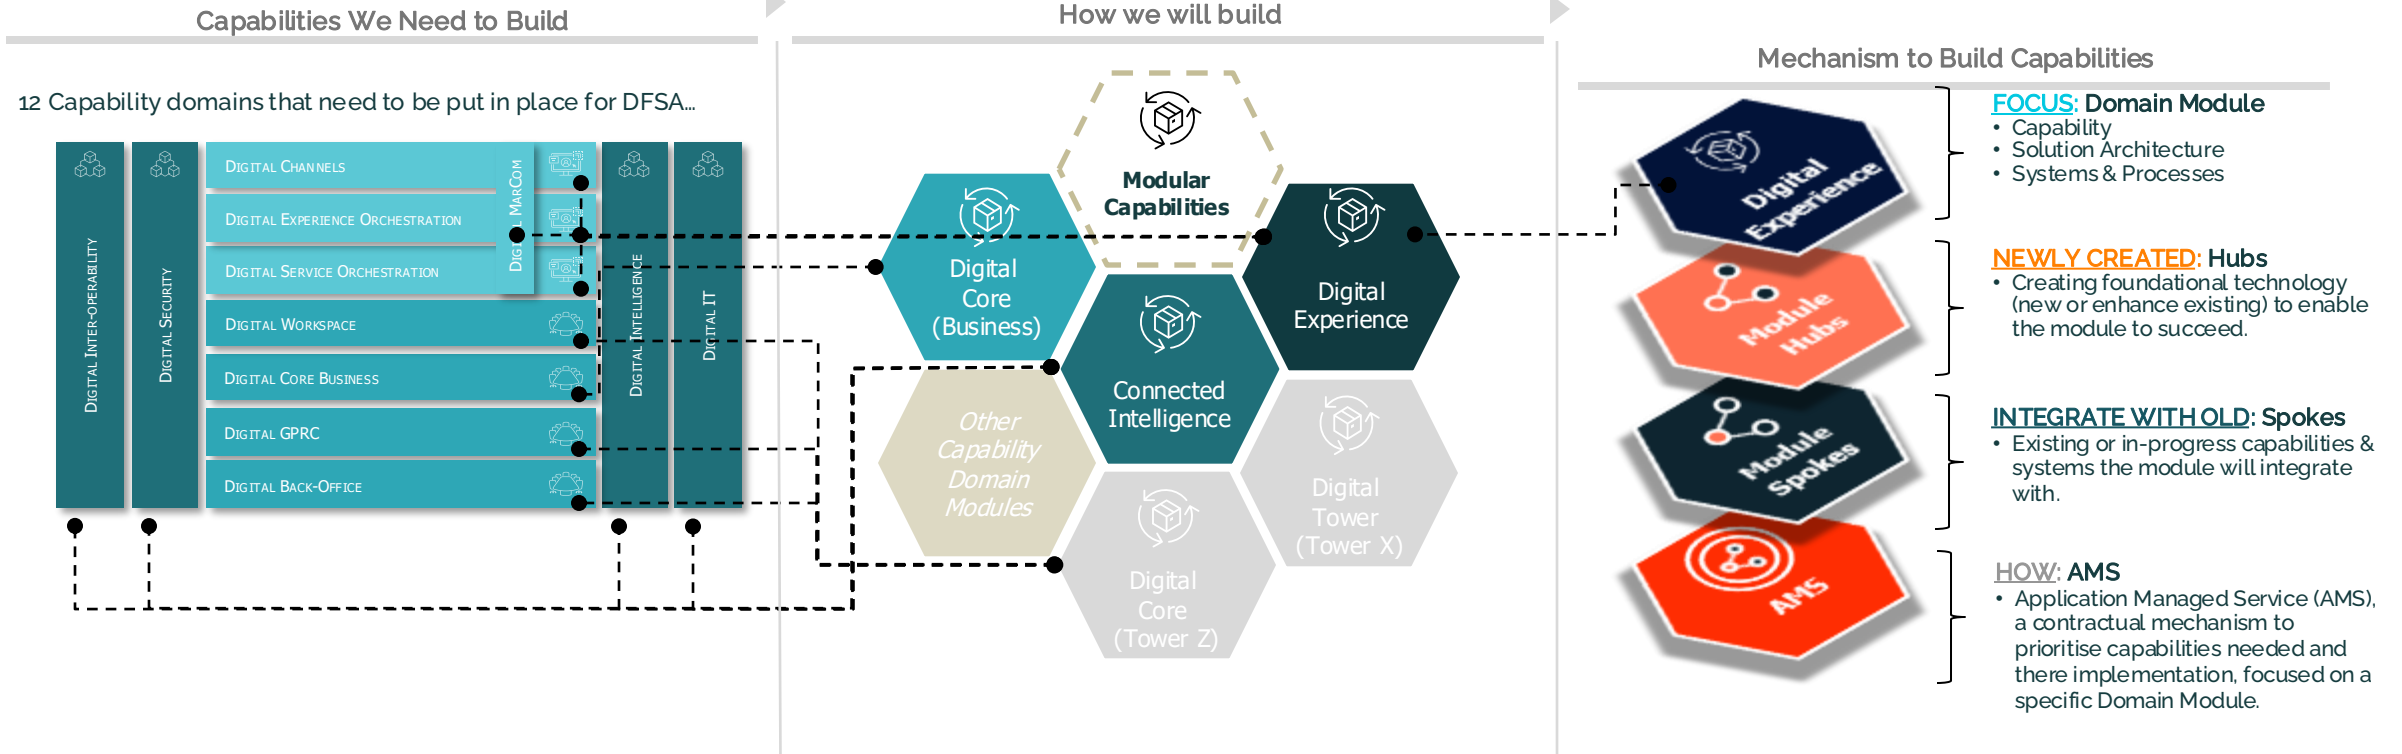 Capabilities We Need to Build
How we will build
Mechanism to Build Capabilities
12 Capability domains that need to be put in place for DFSA...
DIGITAL INTER-OPERABILITY
DIGITAL SECURITY
DIGITAL CHANNELS
DIGITAL EXPERIENCE ORCHESTRATION
DIGITAL SERVICE ORCHESTRATION
DIGITAL WORKSPACE
DIGITAL CORE BUSINESS
DIGITAL GPRC
DIGITAL BACK-OFFICE
DIGITAL MARCOM
DIGITAL INTELLIGENCE
DIGITAL IT
Modular
Capabilities
Digital
Core
(Business)
Digital
Experience
Connected
Intelligence
Other
Capability
Domain
Modules
Digital
Tower
(Tower X)
Digital
Core
(Tower Z)
Digital
Experience
Module
Hubs
Module
Spokes
AMS
FOCUS: Domain Module
• Capability
• Solution Architecture
• Systems & Processes
NEWLY CREATED: Hubs
• Creating foundational technology
(new or enhance existing) to enable
the module to succeed.
INTEGRATE WITH OLD: Spokes
• Existing or in-progress capabilities &
systems the module will integrate
with.
HOW: AMS
• Application Managed Service (AMS),
a contractual mechanism to
prioritise capabilities needed and
there implementation, focused on a
specific Domain Module.